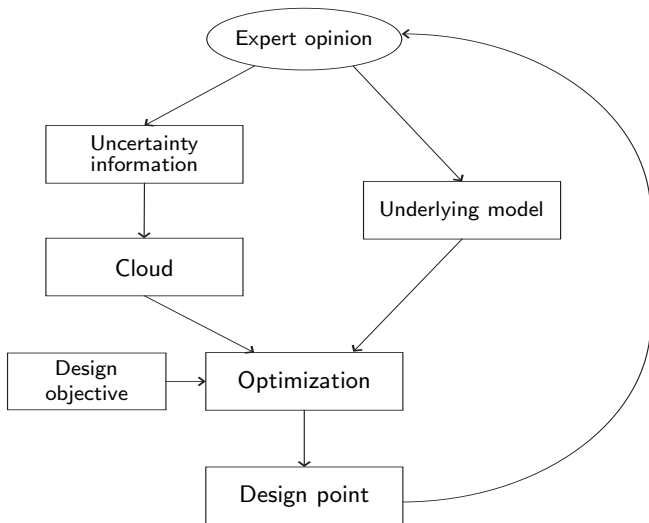 Expert opinion
Uncertainty
information
Underlying model
Cloud
Design
objective
Optimization
Design point